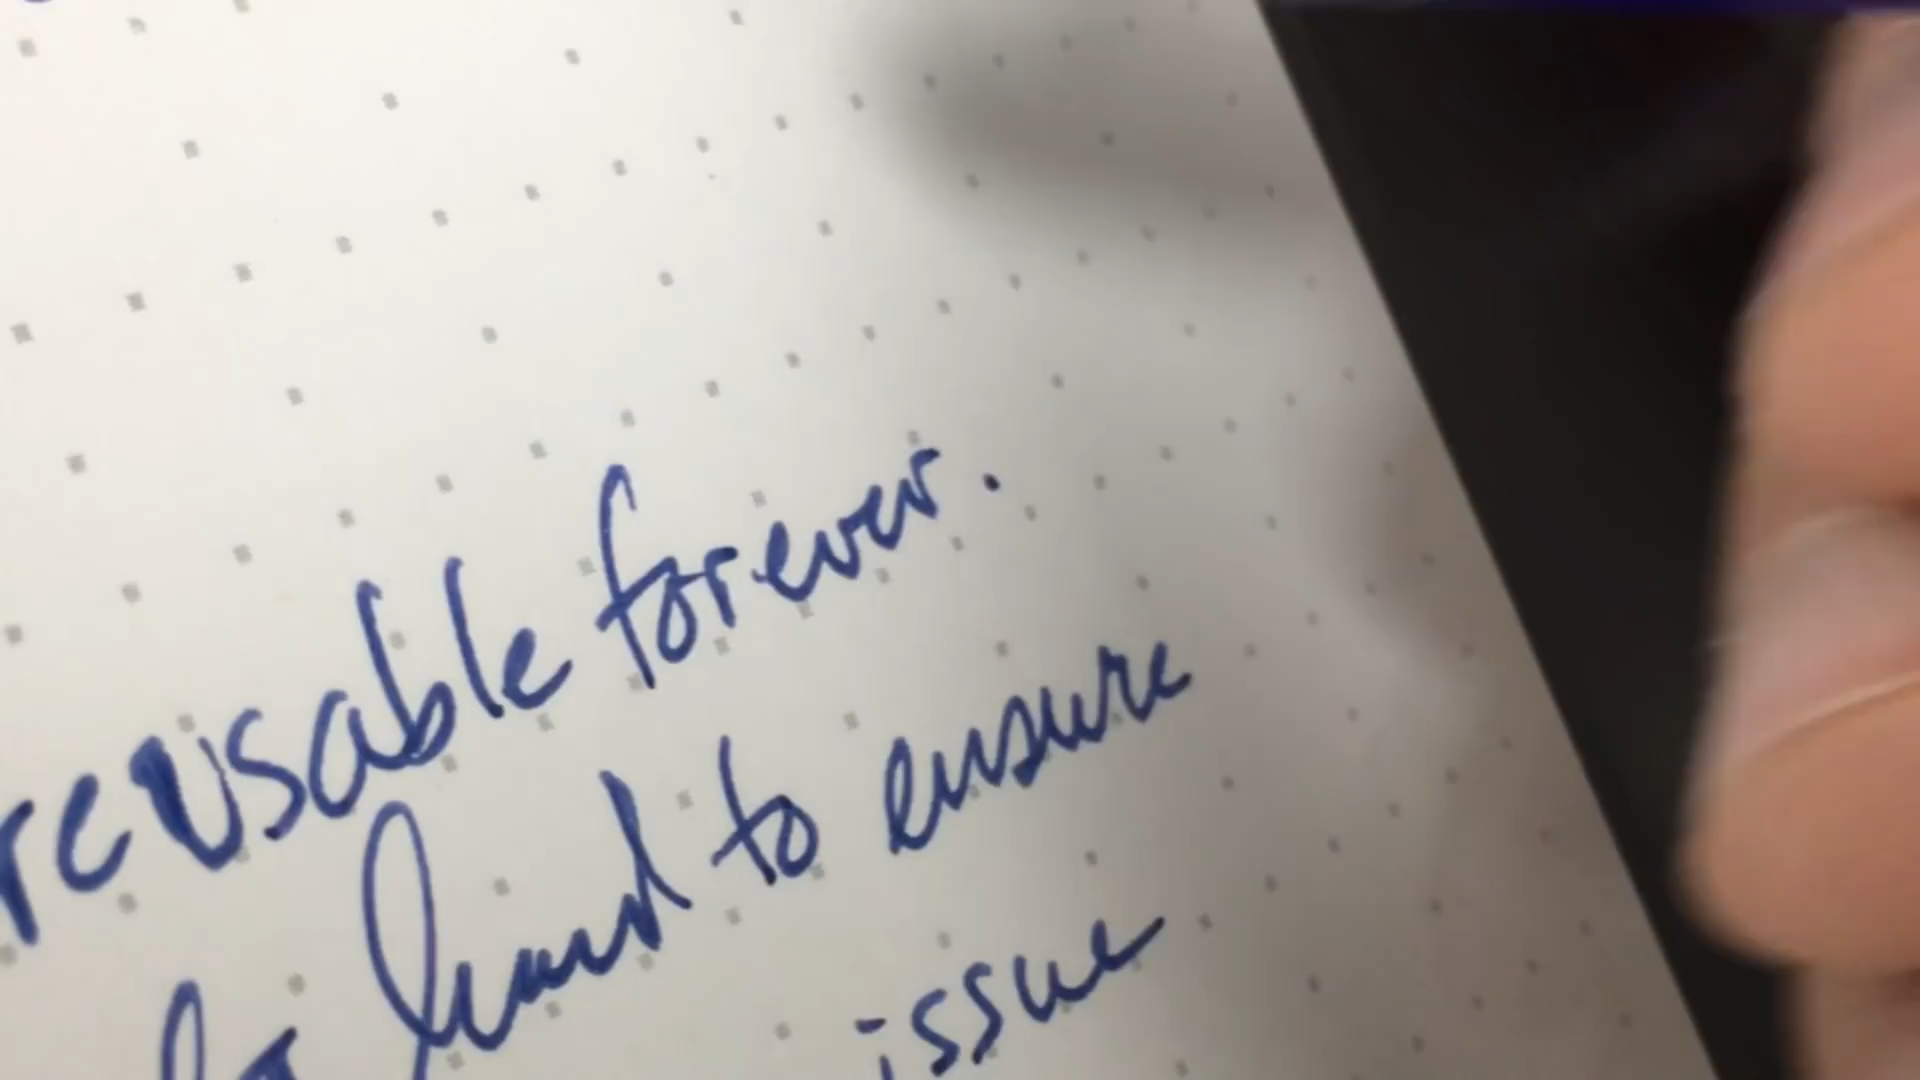 reusable forever.
hand to ensure
issue